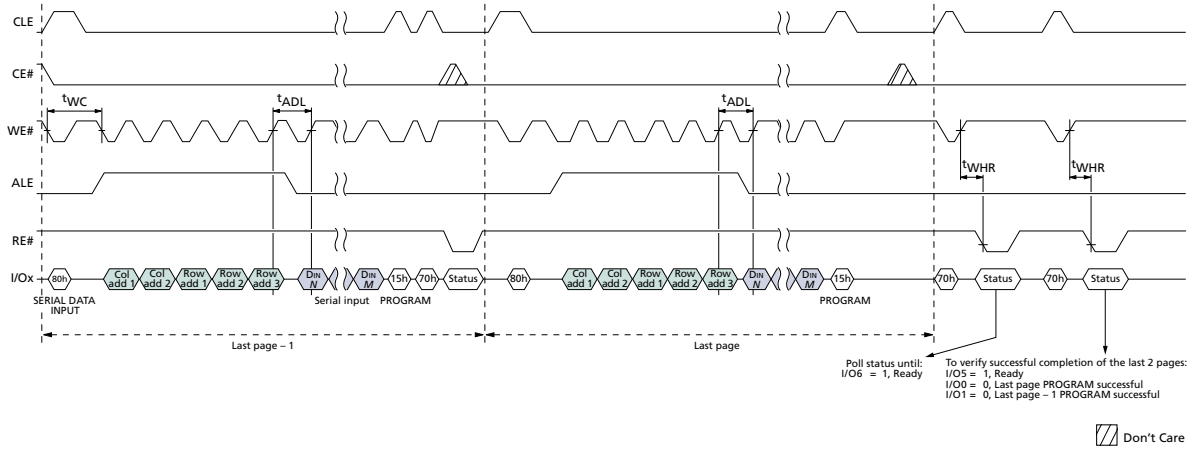 CLE
CE#
tWC
tADL
tADL
WE#
tWHR
tWHR
ALE
RE#
I/Ox
80h
Col add 1
Col add 2
Row add 1
Row add 2
Row add 3
DIN N
DIN M
15h
70h
Status
80h
Col add 1
Col add 2
Row add 1
Row add 2
Row add 3
DIN N
DIN M
15h
70h
Status
70h
Status
SERIAL DATA
INPUT
Serial input
PROGRAM
PROGRAM
Last page – 1
Last page
Poll status until:
I/O6 = 1, Ready
To verify successful completion of the last 2 pages:
I/O5 = 1, Ready
I/O0 = 0, Last page PROGRAM successful
I/O1 = 0, Last page – 1 PROGRAM successful
Don't Care